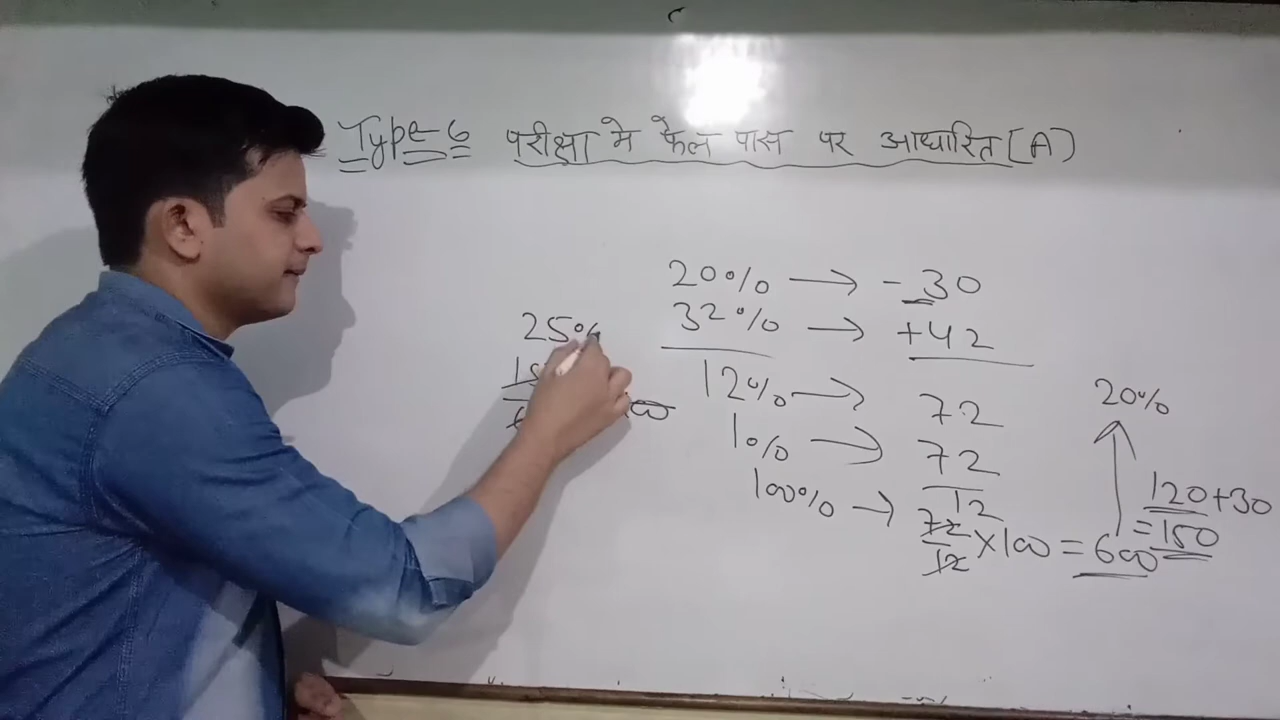 Type-6 परीक्षा मे फेल पास पर आधारित [A)
20% → -30
32% → +42
12% → 72
1% → 72
12
100% → 72
12 ×100 = 600
20%
120+30
=150
25%